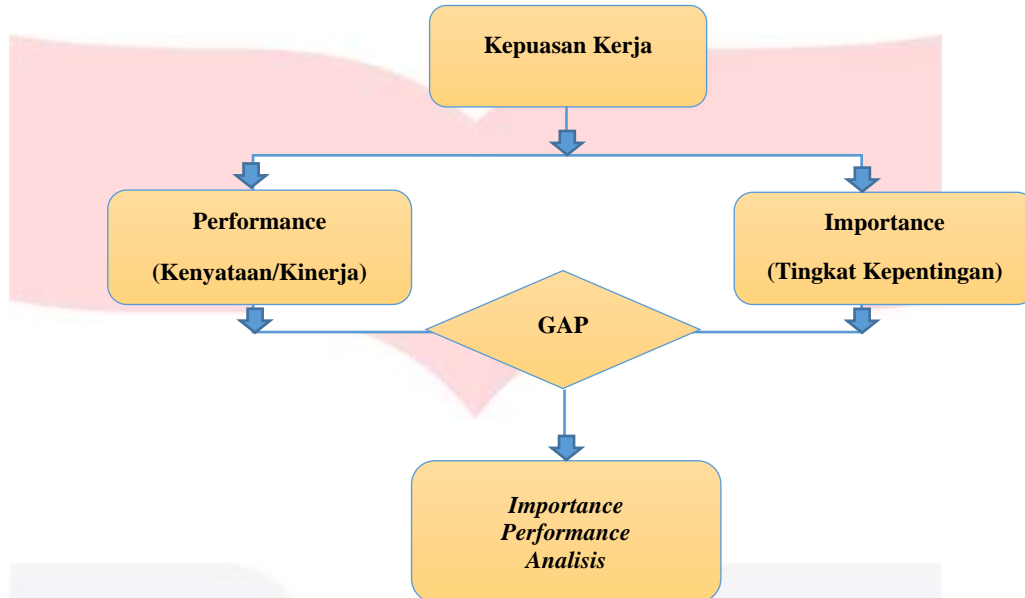 Kepuasan Kerja
Performance
(Kenyataan/Kinerja)
Importance
(Tingkat Kepentingan)
GAP
Importance
Performance
Analisis